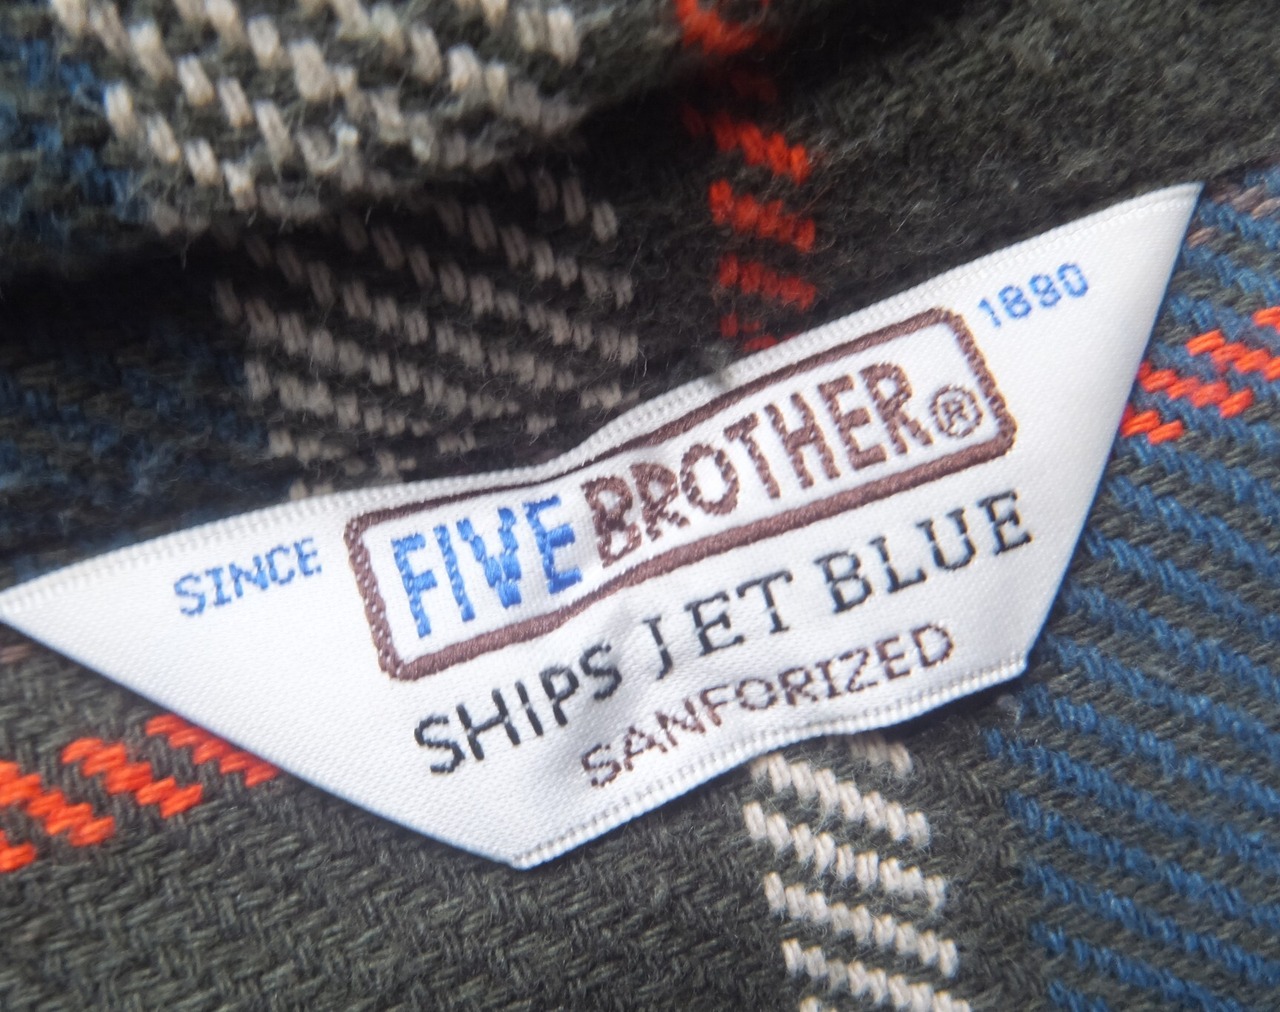 SINCE 1890
FIVE BROTHER®
SHIPS JET BLUE
SANFORIZED